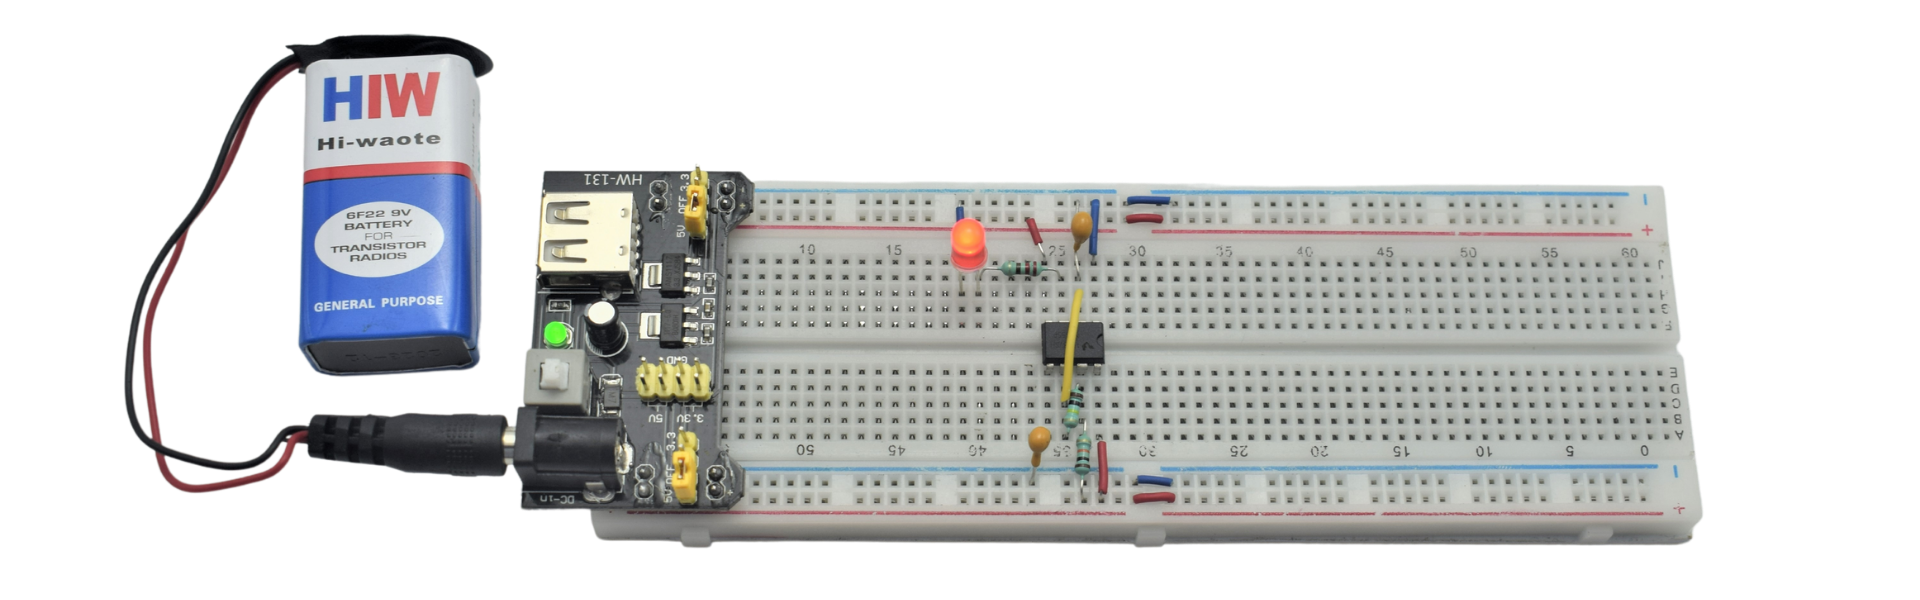 HIW
Hi-waote
6F22 9V
BATTERY
FOR
TRANSISTOR
RADIOS
GENERAL PURPOSE
HW-131
3.3
OFF
5V
GND
5V 3.3V
3.3
OFF
5V
DC-in
- +
10 15 25 30 35 40 45 50 55 60
J
I
H
G
F
E
D
C
B
A
50 45 40 35 30 25 20 15 10 5 0
- +